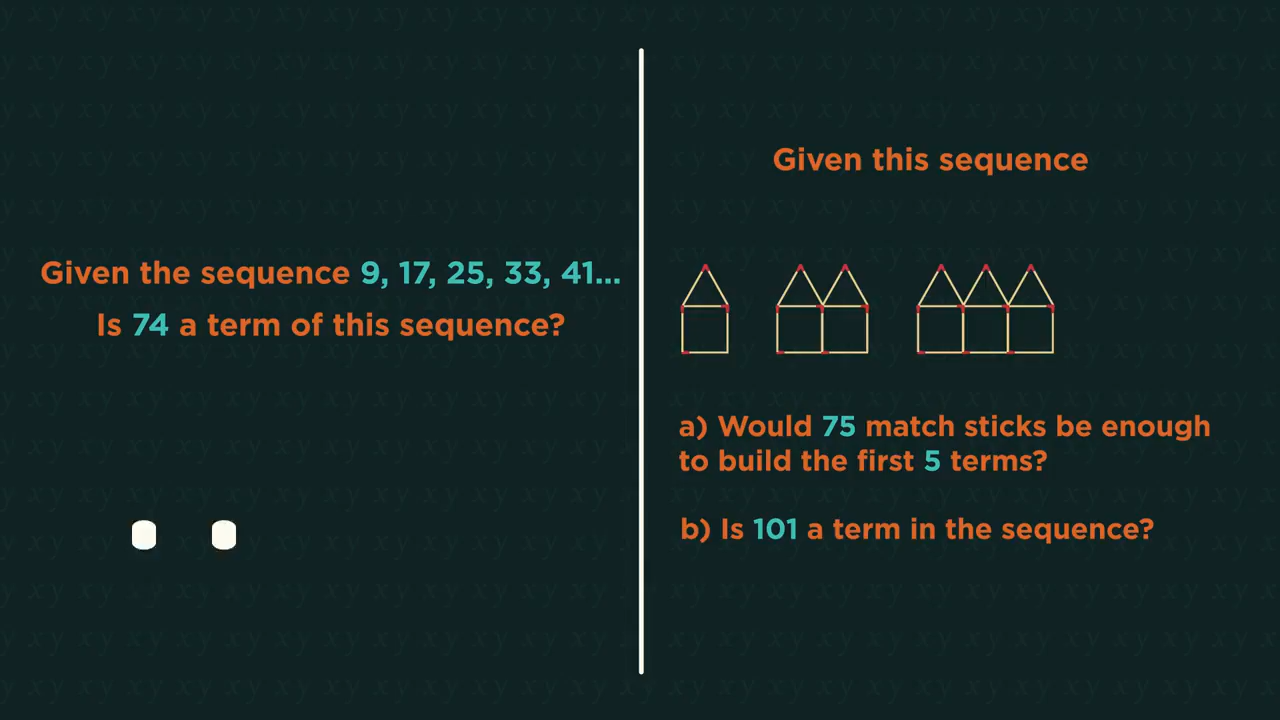 Given the sequence 9, 17, 25, 33, 41...
Is 74 a term of this sequence?
Given this sequence
a) Would 75 match sticks be enough
to build the first 5 terms?
b) Is 101 a term in the sequence?